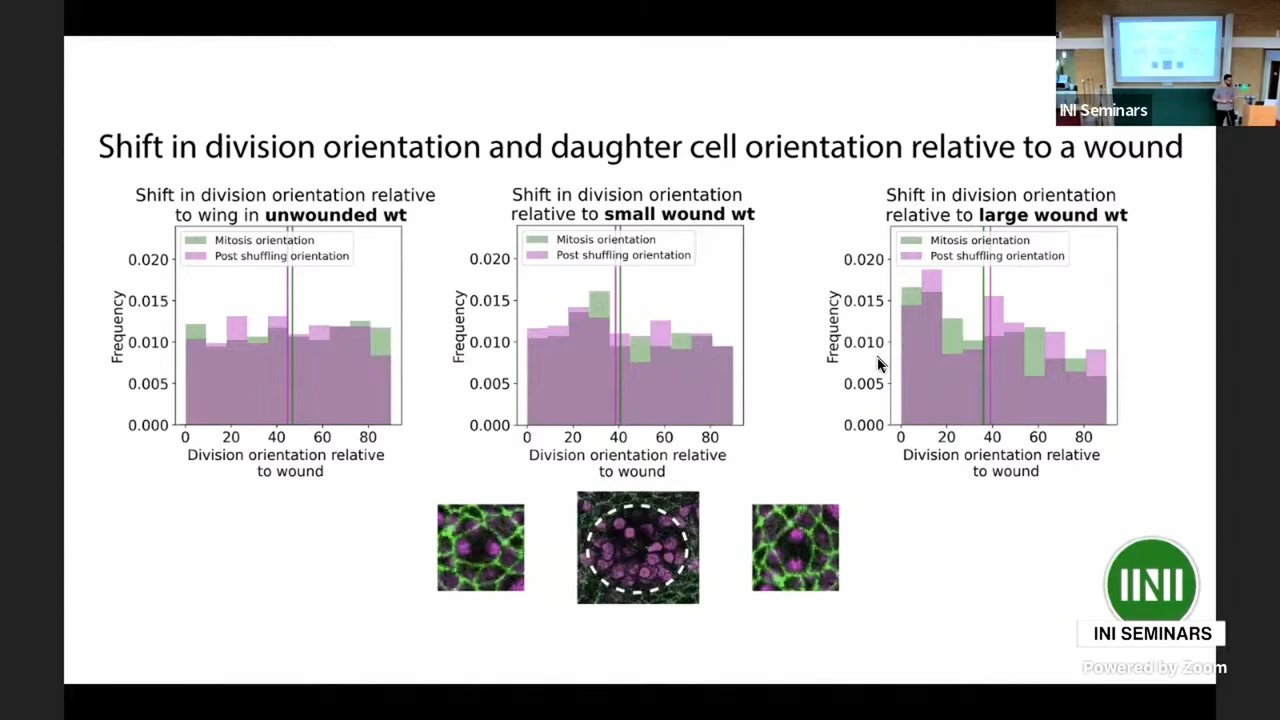 INI Seminars
Shift in division orientation and daughter cell orientation relative to a wound
Shift in division orientation relative
to wing in unwounded wt
Mitosis orientation
Post shuffling orientation
0.020
0.015
0.010
0.005
0.000
Frequency
0 20 40 60 80
Division orientation relative
to wound
Shift in division orientation
relative to small wound wt
Mitosis orientation
Post shuffling orientation
0.020
0.015
0.010
0.005
0.000
Frequency
0 20 40 60 80
Division orientation relative
to wound
Shift in division orientation
relative to large wound wt
Mitosis orientation
Post shuffling orientation
0.020
0.015
0.010
0.005
0.000
Frequency
0 20 40 60 80
Division orientation relative
to wound
INI SEMINARS
Powered by Zoom